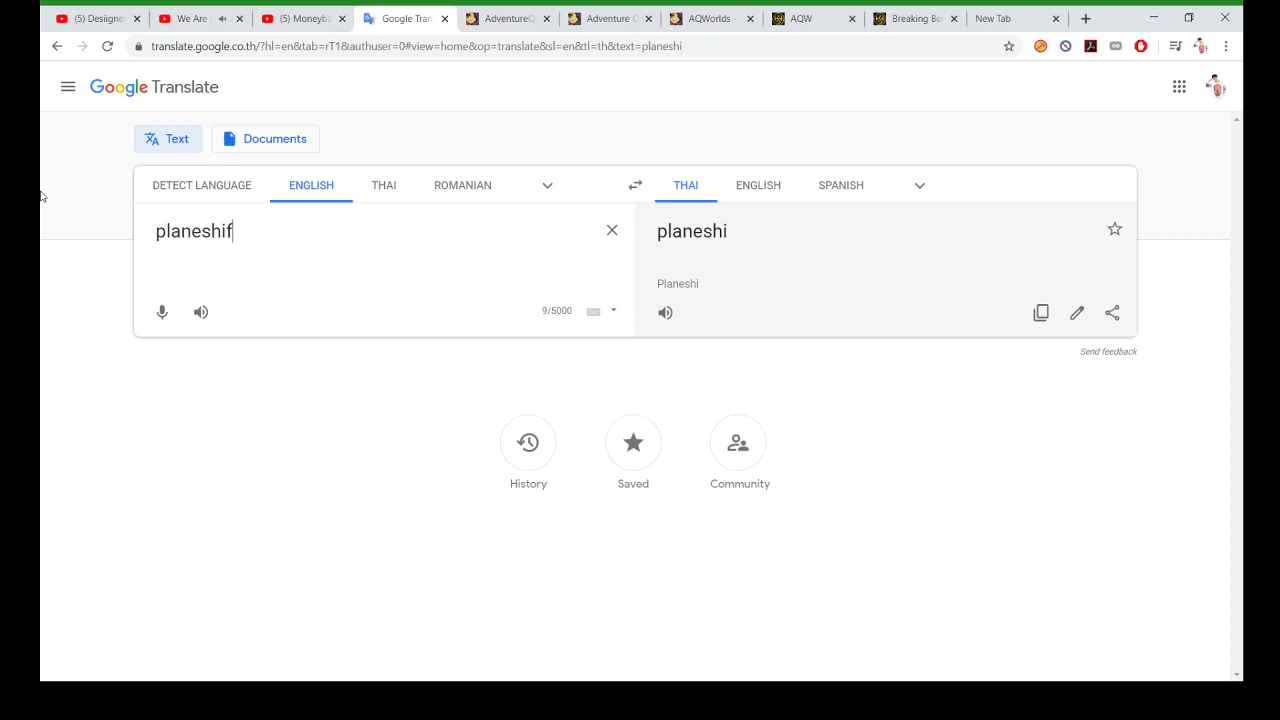 (5) Desiigner
We Are
(5) Moneyba
Google Tran
AdventureQ
Adventure Q
AQWorlds -
AQW
Breaking Be
New Tab
translate.google.co.th/?hl=en&tab=rT1&authuser=0#view=home&op=translate&sl=en&tl=th&text=planeshi
Google Translate
Text
Documents
DETECT LANGUAGE
ENGLISH
THAI
ROMANIAN
THAI
ENGLISH
SPANISH
planeshif
planeshi
Planeshi
9/5000
Send feedback
History
Saved
Community